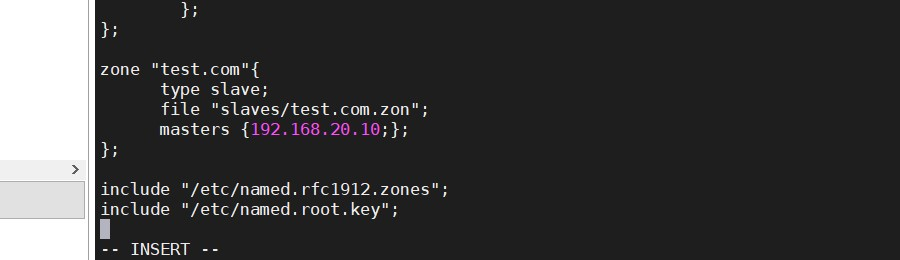 };
};
zone "test.com"{
type slave;
file "slaves/test.com.zon";
masters {192.168.20.10;};
};
include "/etc/named.rfc1912.zones";
include "/etc/named.root.key";
-- INSERT --